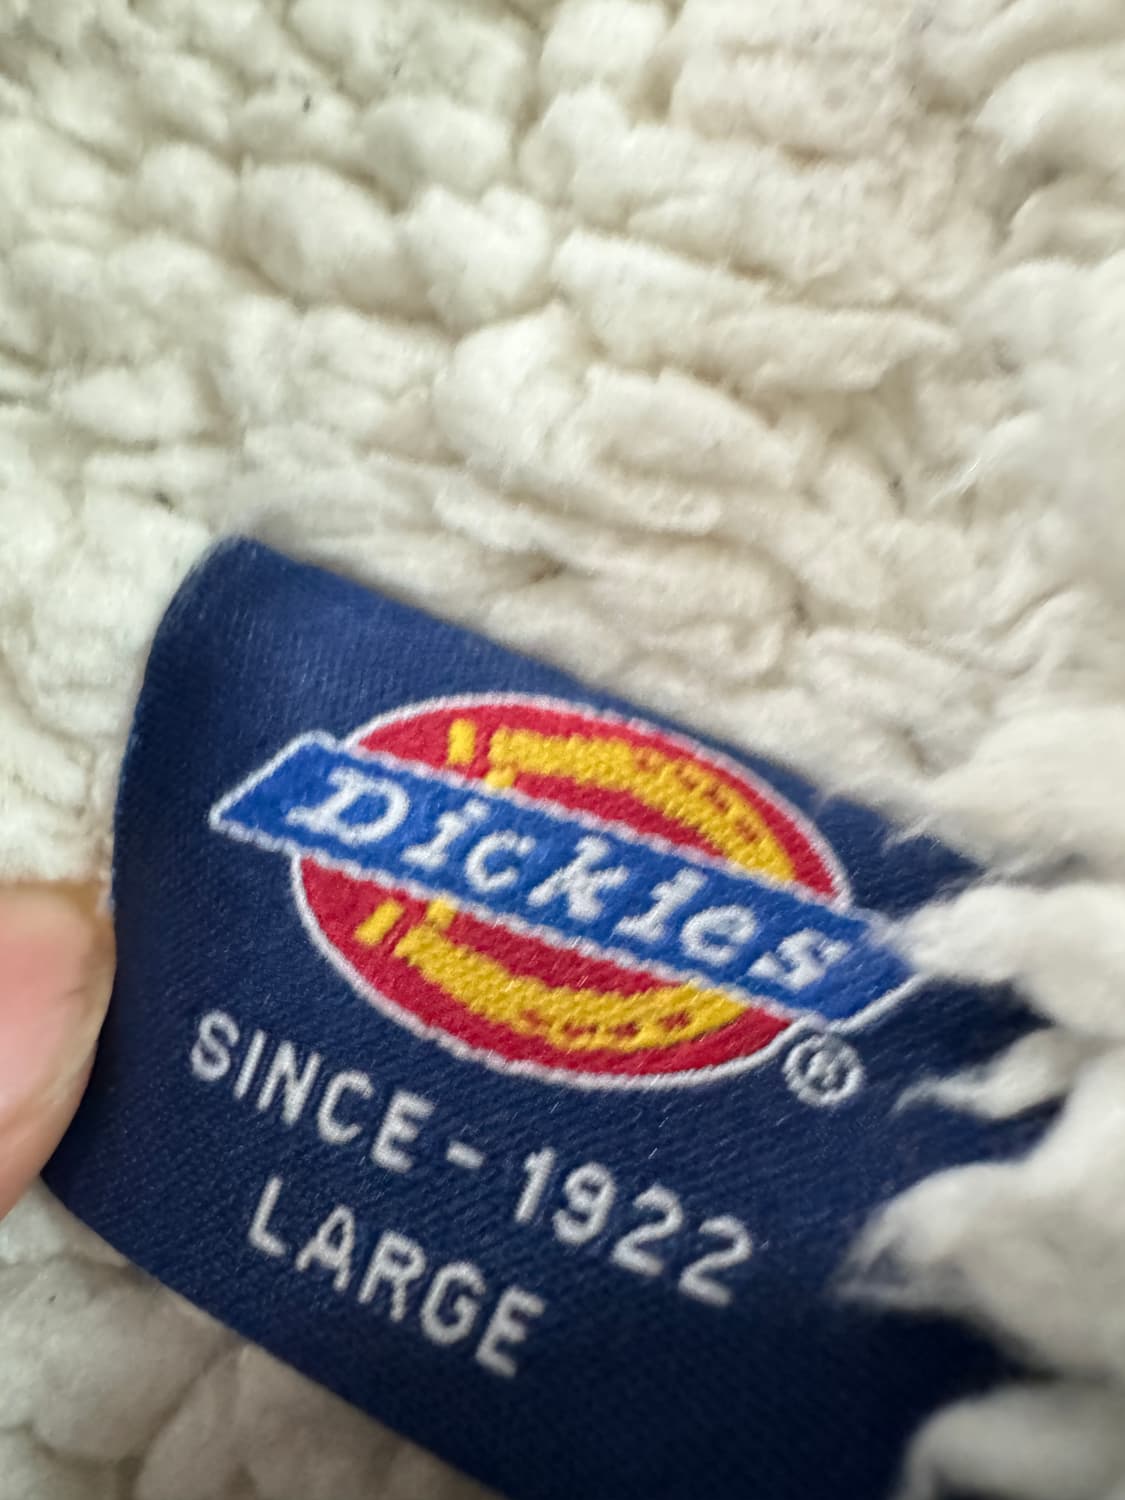 Dickies
®
SINCE-1922
LARGE